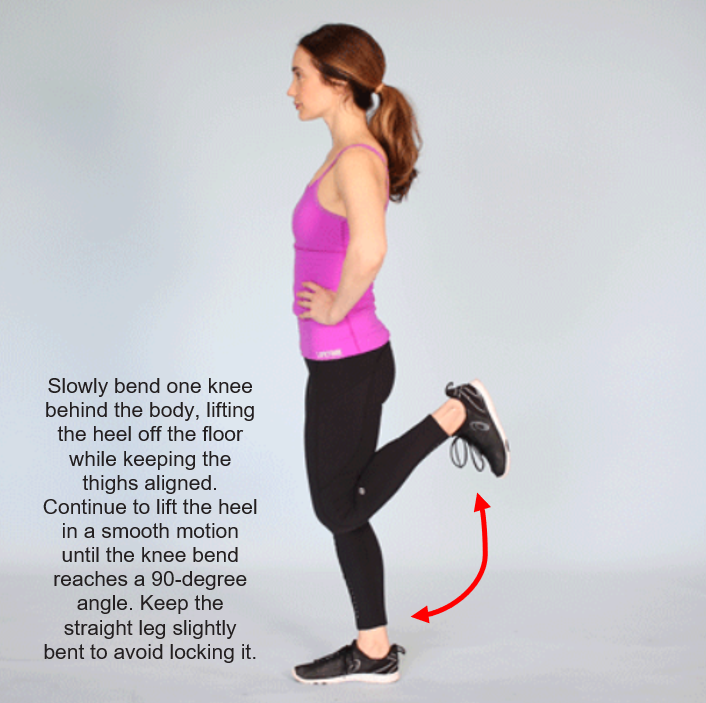 Slowly bend one knee
behind the body, lifting
the heel off the floor
while keeping the
thighs aligned.
Continue to lift the heel
in a smooth motion
until the knee bend
reaches a 90-degree
angle. Keep the
straight leg slightly
bent to avoid locking it.